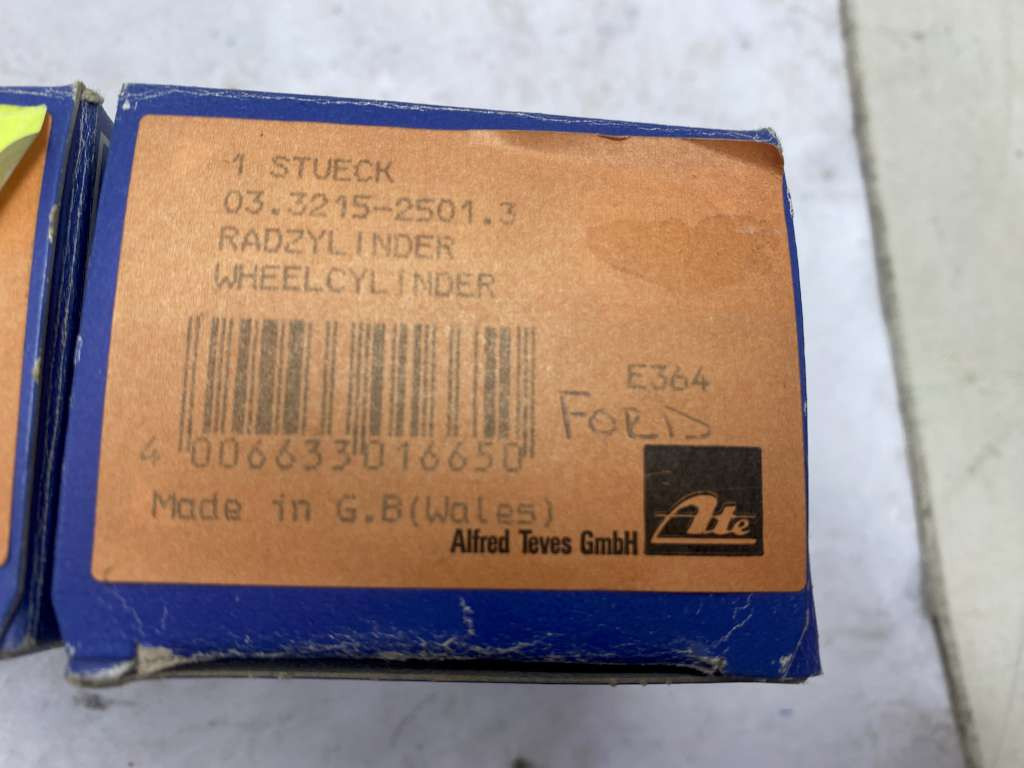 1 STUECK
03.3215-2501.3
RADZYLINDER
WHEELCYLINDER
E364
FORD
4 006633 016650
Made in G.B(Wales)
Alfred Teves GmbH
Ate